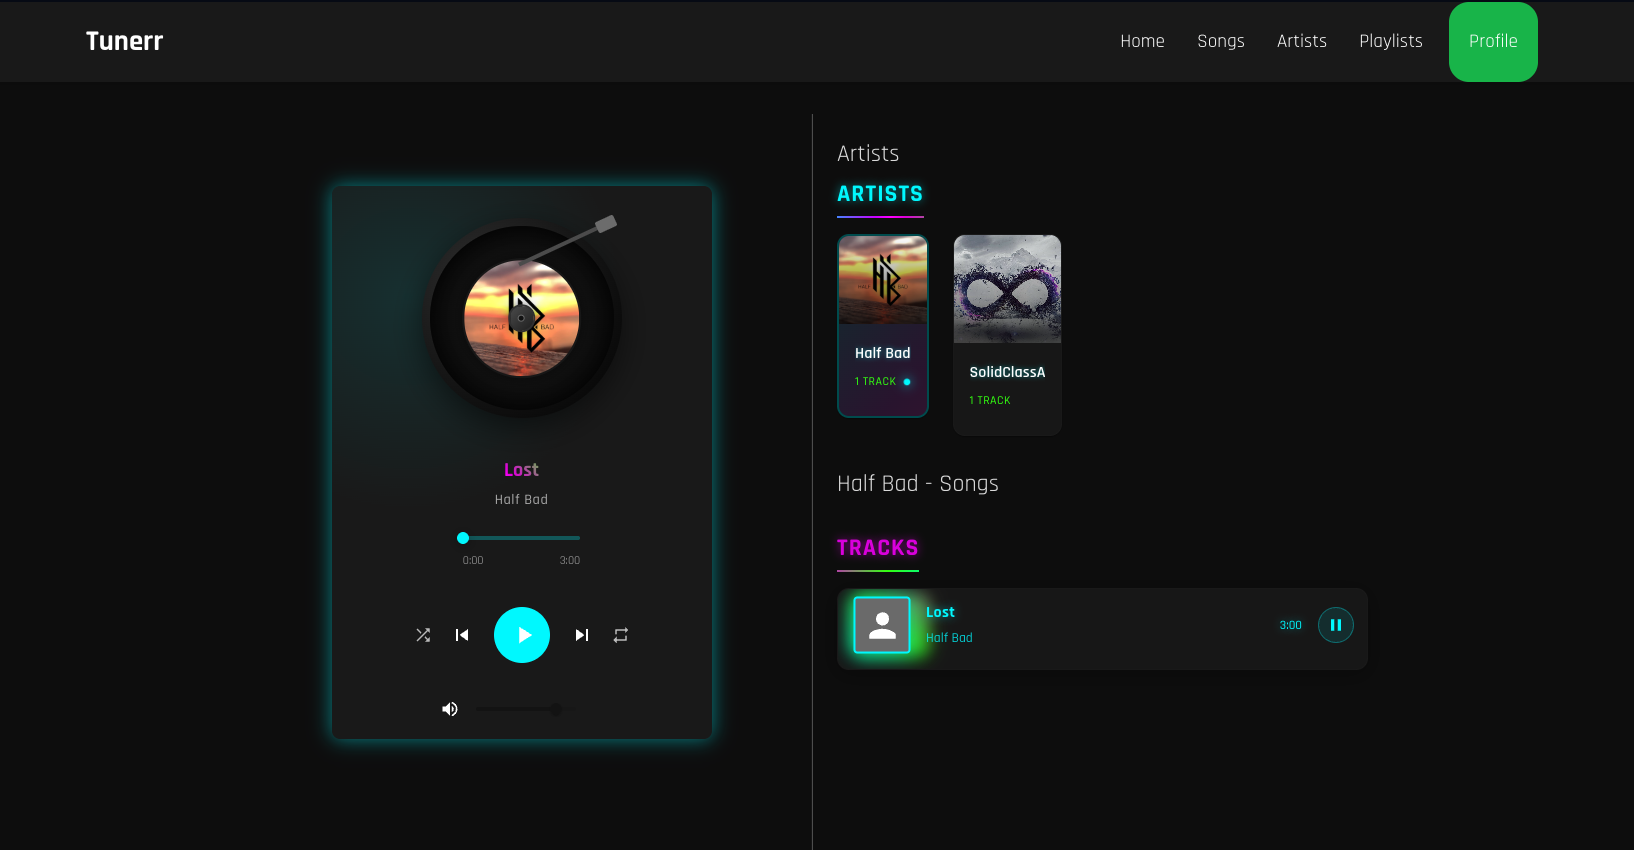 Tunerr
Home Songs Artists Playlists Profile
HALF BAD
Lost
Half Bad
0:00 3:00
Artists
ARTISTS
HALF BAD
Half Bad
1 TRACK
SolidClassA
1 TRACK
Half Bad - Songs
TRACKS
Lost
Half Bad
3:00